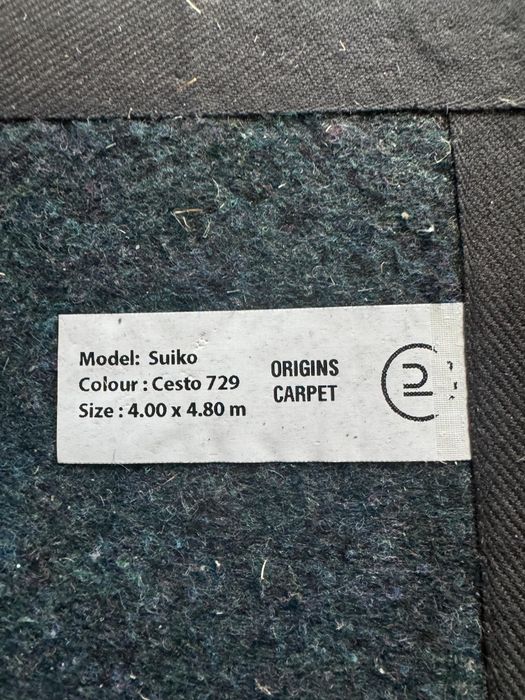 Model: Suiko
Colour : Cesto 729
Size : 4.00 x 4.80 m
ORIGINS
CARPET